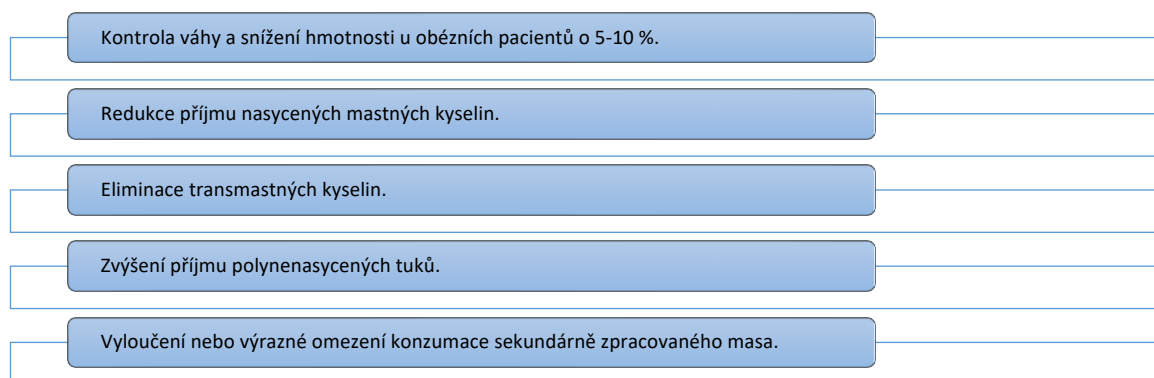 Kontrola váhy a snížení hmotnosti u obézních pacientů o 5-10 %.
Redukce příjmu nasycených mastných kyselin.
Eliminace transmastných kyselin.
Zvýšení příjmu polynenasycených tuků.
Vyloučení nebo výrazné omezení konzumace sekundárně zpracovaného masa.